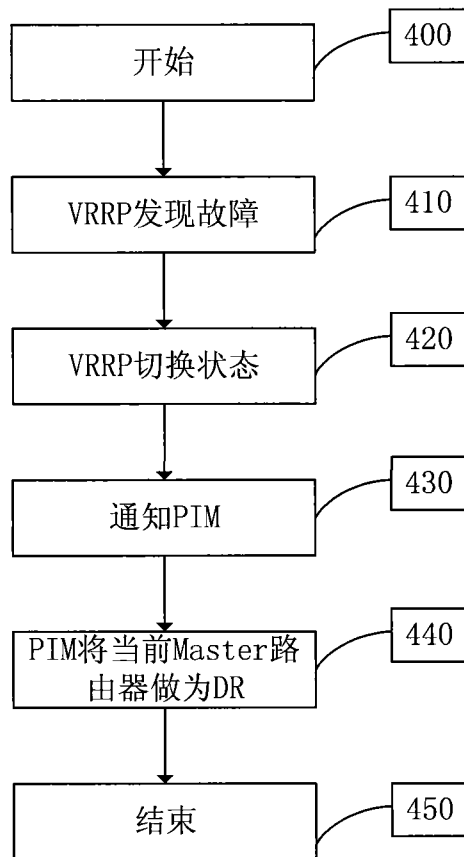 400
开始
410
VRRP发现故障
420
VRRP切换状态
430
通知PIM
440
PIM将当前Master路
由器做为DR
450
结束